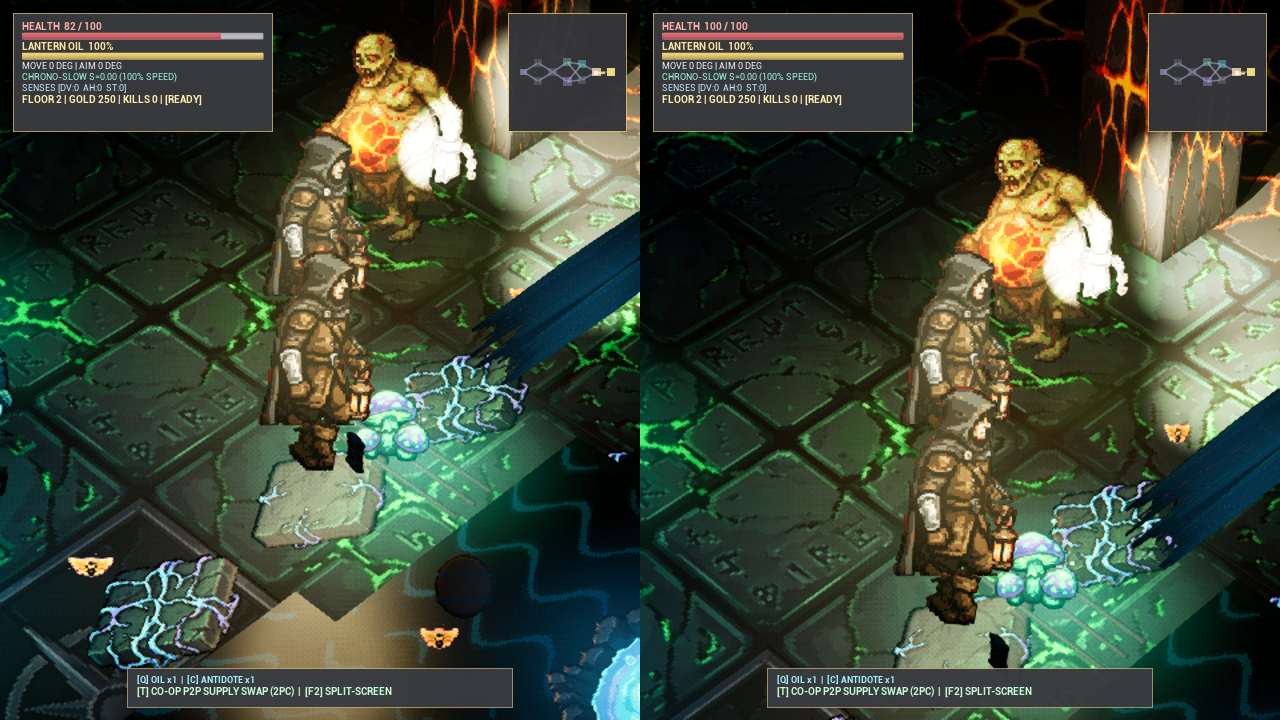 HEALTH 82 / 100
LANTERN OIL 100%
MOVE 0 DEG | AIM 0 DEG
CHRONO-SLOW S=0.00 (100% SPEED)
SENSES [DV:0 AH:0 ST:0]
FLOOR 2 | GOLD 250 | KILLS 0 | [READY]
[Q] OIL x1 | [C] ANTIDOTE x1
[T] CO-OP P2P SUPPLY SWAP (2PC) | [F2] SPLIT-SCREEN
HEALTH 100 / 100
LANTERN OIL 100%
MOVE 0 DEG | AIM 0 DEG
CHRONO-SLOW S=0.00 (100% SPEED)
SENSES [DV:0 AH:0 ST:0]
FLOOR 2 | GOLD 250 | KILLS 0 | [READY]
[Q] OIL x1 | [C] ANTIDOTE x1
[T] CO-OP P2P SUPPLY SWAP (2PC) | [F2] SPLIT-SCREEN